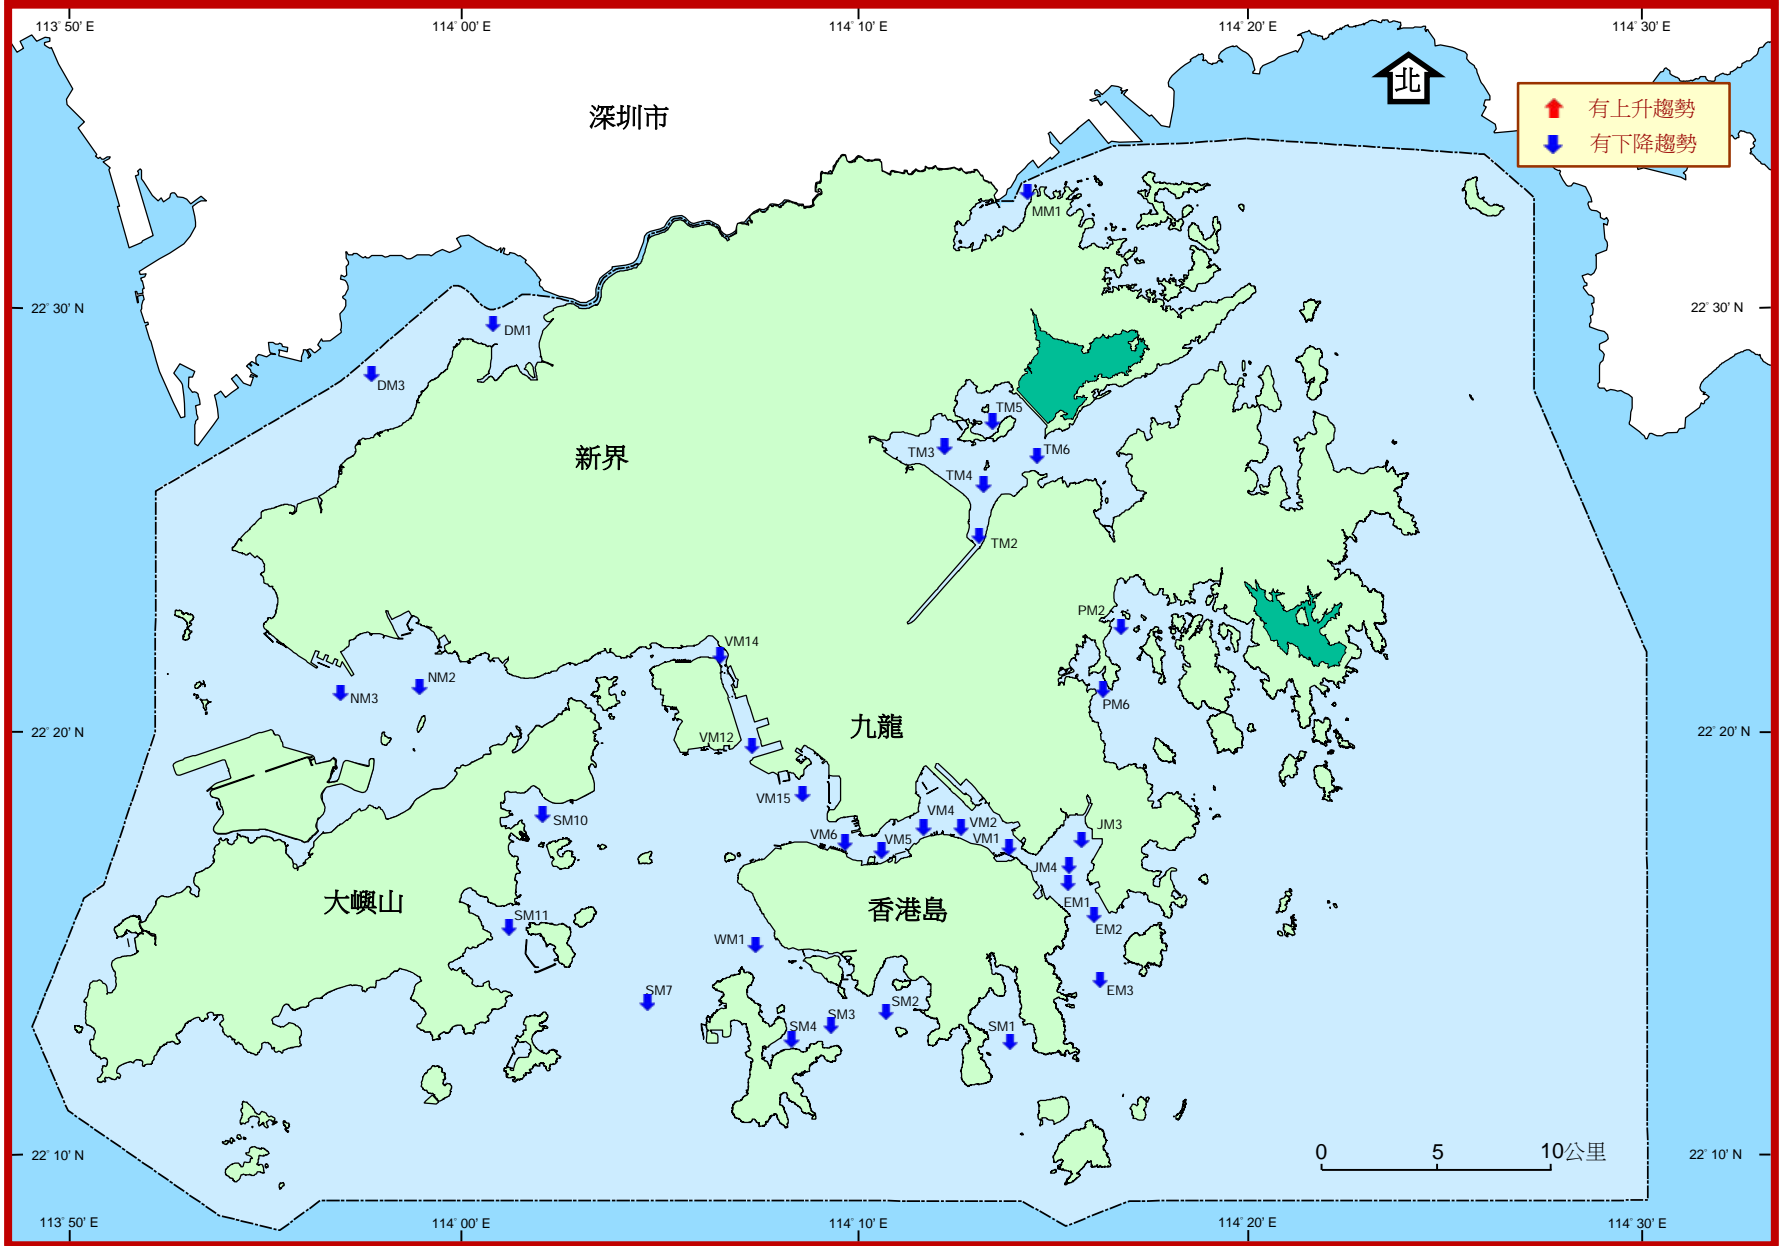 113° 50' E
114° 00' E
114° 10' E
114° 20' E
114° 30' E
北
深圳市
有上升趨勢
有下降趨勢
MM1
22° 30' N
22° 30' N
DM1
DM3
TM5
TM3
TM6
新界
TM4
TM2
PM2
VM14
NM2
NM3
PM6
22° 20' N
九龍
22° 20' N
VM12
VM15
SM10
VM4
VM2
JM3
VM6
VM5
VM1
JM4
大嶼山
EM1
香港島
SM11
EM2
WM1
EM3
SM7
SM2
SM3
SM4
SM1
22° 10' N
0
5
10公里
22° 10' N
113° 50' E
114° 00' E
114° 10' E
114° 20' E
114° 30' E